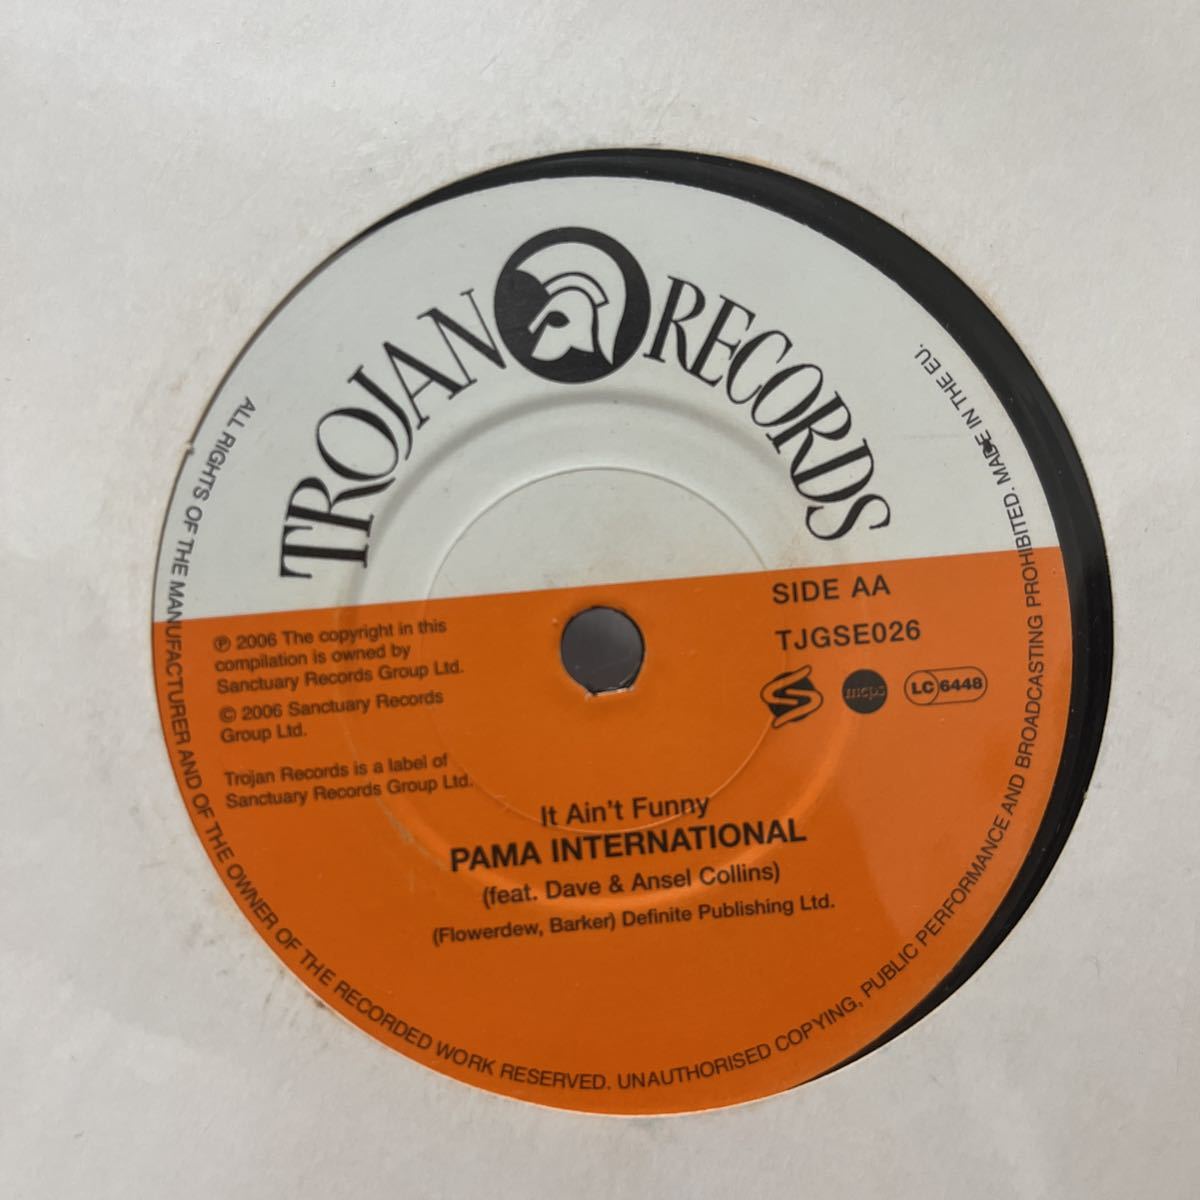 TROJAN RECORDS
SIDE AA
TJGSE026
mcps
LC 6448
℗ 2006 The copyright in this
compilation is owned by
Sanctuary Records Group Ltd.
© 2006 Sanctuary Records
Group Ltd.
Trojan Records is a label of
Sanctuary Records Group Ltd.
It Ain't Funny
PAMA INTERNATIONAL
(feat. Dave & Ansel Collins)
(Flowerdew, Barker) Definite Publishing Ltd.
ALL RIGHTS OF THE MANUFACTURER AND OF THE OWNER OF THE RECORDED WORK RESERVED. UNAUTHORISED COPYING, PUBLIC PERFORMANCE AND BROADCASTING PROHIBITED. MADE IN THE EU.